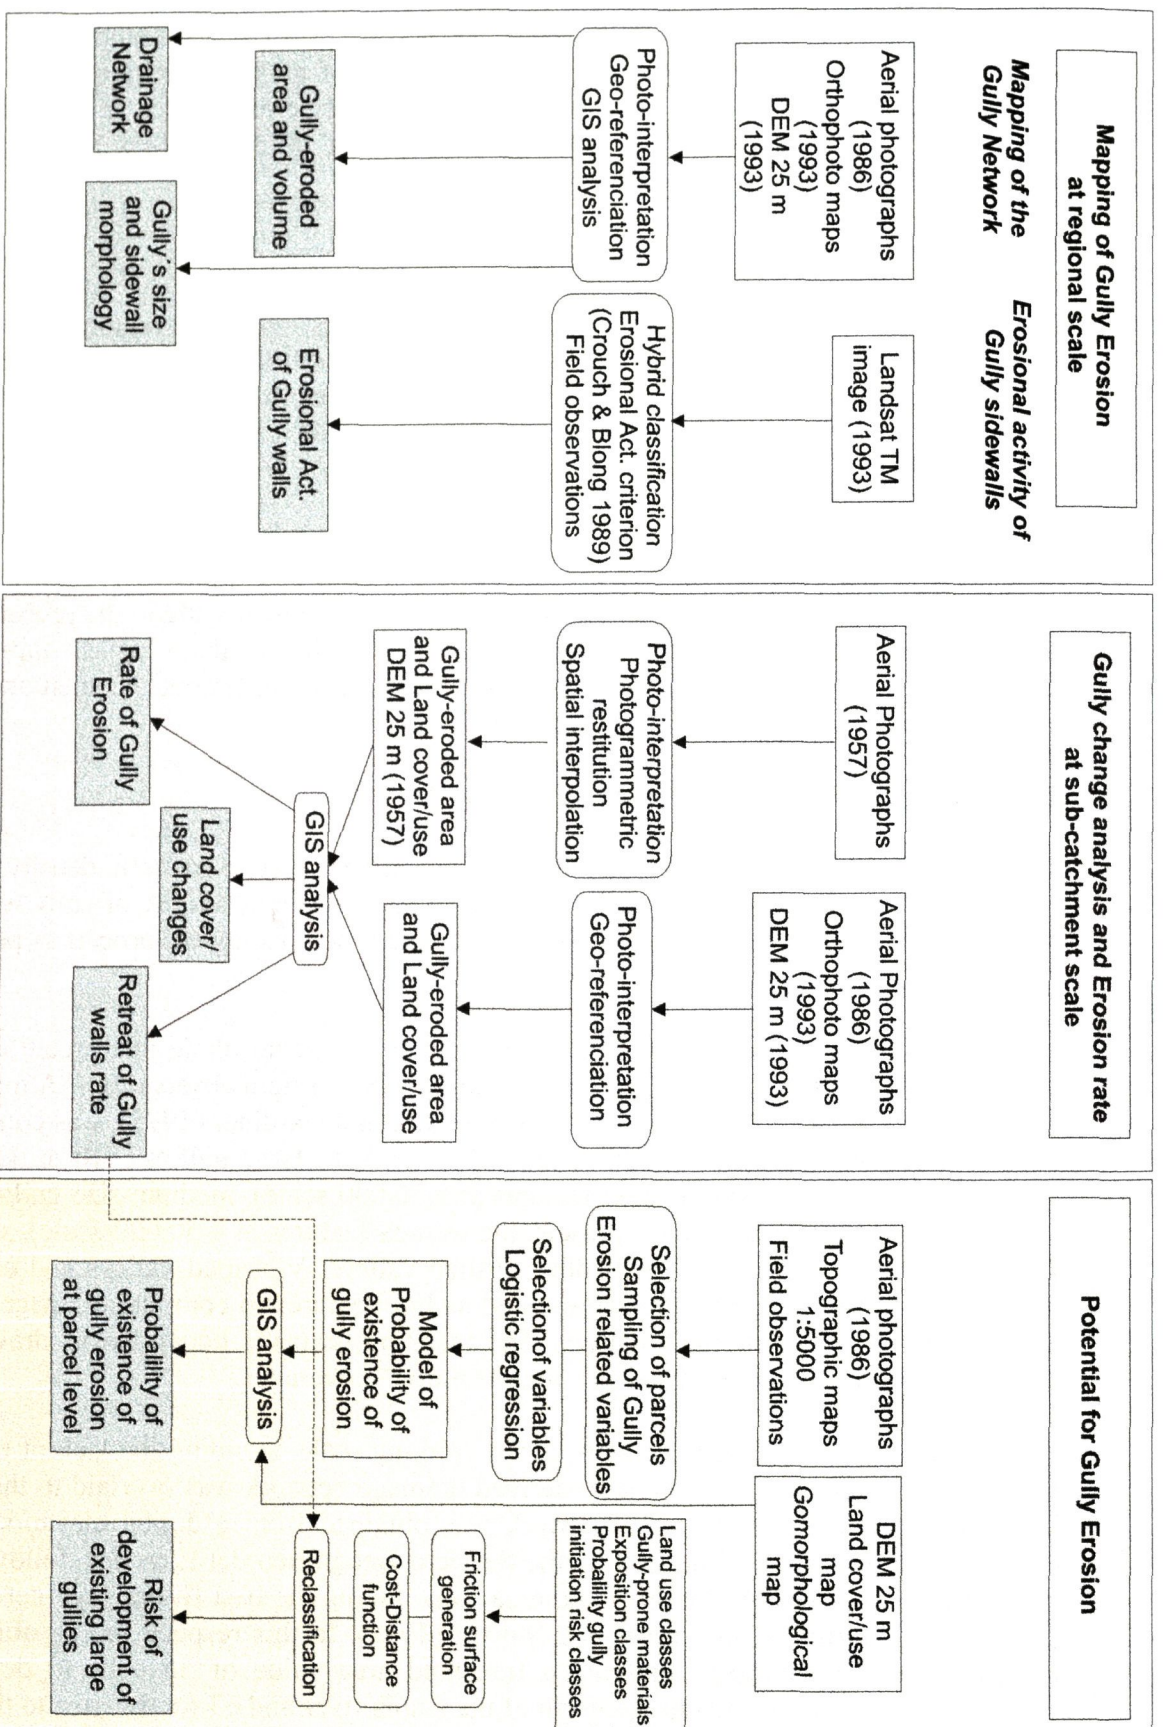 Mapping of Gully Erosion
at regional scale
Mapping of the
Gully Network
Erosional activity of
Gully sidewalls
Aerial photographs
(1986)
Orthophoto maps
(1993)
DEM 25 m
(1993)
Landsat TM
image (1993)
Photo-interpretation
Geo-referenciation
GIS analysis
Hybrid classification
Erosional Act. criterion
(Crouch & Blong 1989)
Field observations
Gully-eroded
area and volume
Erosional Act.
of Gully walls
Drainage
Network
Gully´s size
and sidewall
morphology
Gully change analysis and Erosion rate
at sub-catchment scale
Aerial Photographs
(1957)
Aerial Photographs
(1986)
Orthophoto maps
(1993)
DEM 25 m (1993)
Photo-interpretation
Photogrammetric
restitution
Spatial interpolation
Photo-interpretation
Geo-referenciation
Gully-eroded area
and Land cover/use
DEM 25 m (1957)
Gully-eroded area
and Land cover/use
GIS analysis
Rate of Gully
Erosion
Land cover/
use changes
Retreat of Gully
walls rate
Potential for Gully Erosion
Aerial photographs
(1986)
Topographic maps
1:5000
Field observations
DEM 25 m
Land cover/use
map
Gomorphological
map
Selection of parcels
Sampling of Gully
Erosion related variables
Selectionof variables
Logistic regression
Model of
Probability of
existence of
gully erosion
GIS analysis
Probalility of
existence of
gully erosion
at parcel level
Land use classes
Gully-prone materials
Exposition classes
Probalility gully
initiation risk classes
Friction surface
generation
Cost-Distance
function
Reclassification
Risk of
development of
existing large
gullies